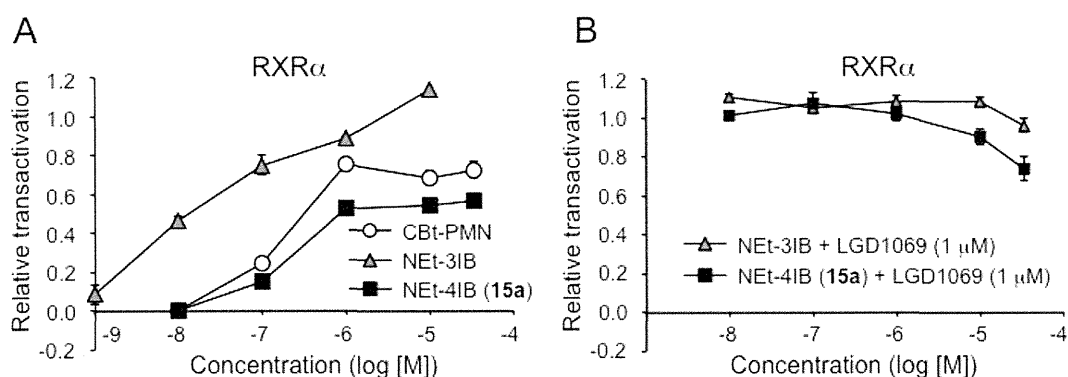 A
RXRα
Relative transactivation
1.2
1.0
0.8
0.6
0.4
0.2
0.0
-0.2
-9
-8
-7
-6
-5
-4
CBt-PMN
NEt-3IB
NEt-4IB (15a)
Concentration (log [M])
B
RXRα
Relative transactivation
1.2
1.0
0.8
0.6
0.4
0.2
0.0
-0.2
-8
-7
-6
-5
-4
NEt-3IB + LGD1069 (1 μM)
NEt-4IB (15a) + LGD1069 (1 μM)
Concentration (log [M])